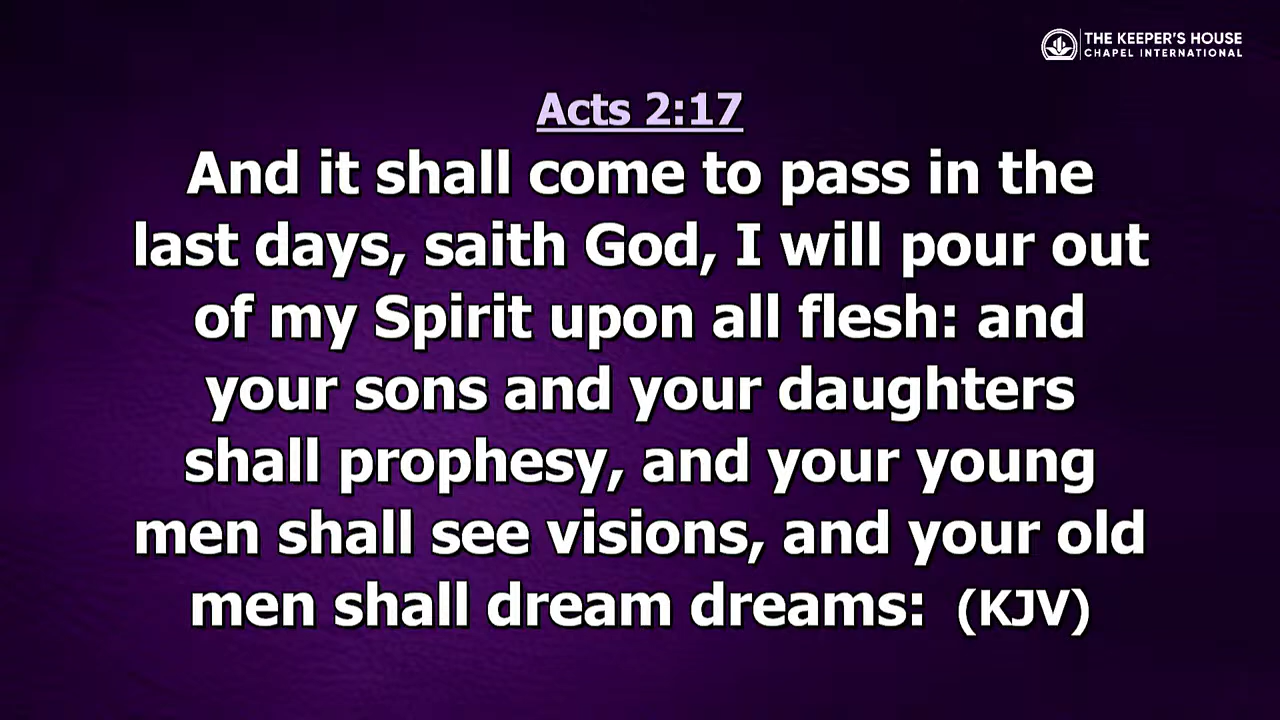 THE KEEPER'S HOUSE
CHAPEL INTERNATIONAL
Acts 2:17
And it shall come to pass in the
last days, saith God, I will pour out
of my Spirit upon all flesh: and
your sons and your daughters
shall prophesy, and your young
men shall see visions, and your old
men shall dream dreams: (KJV)